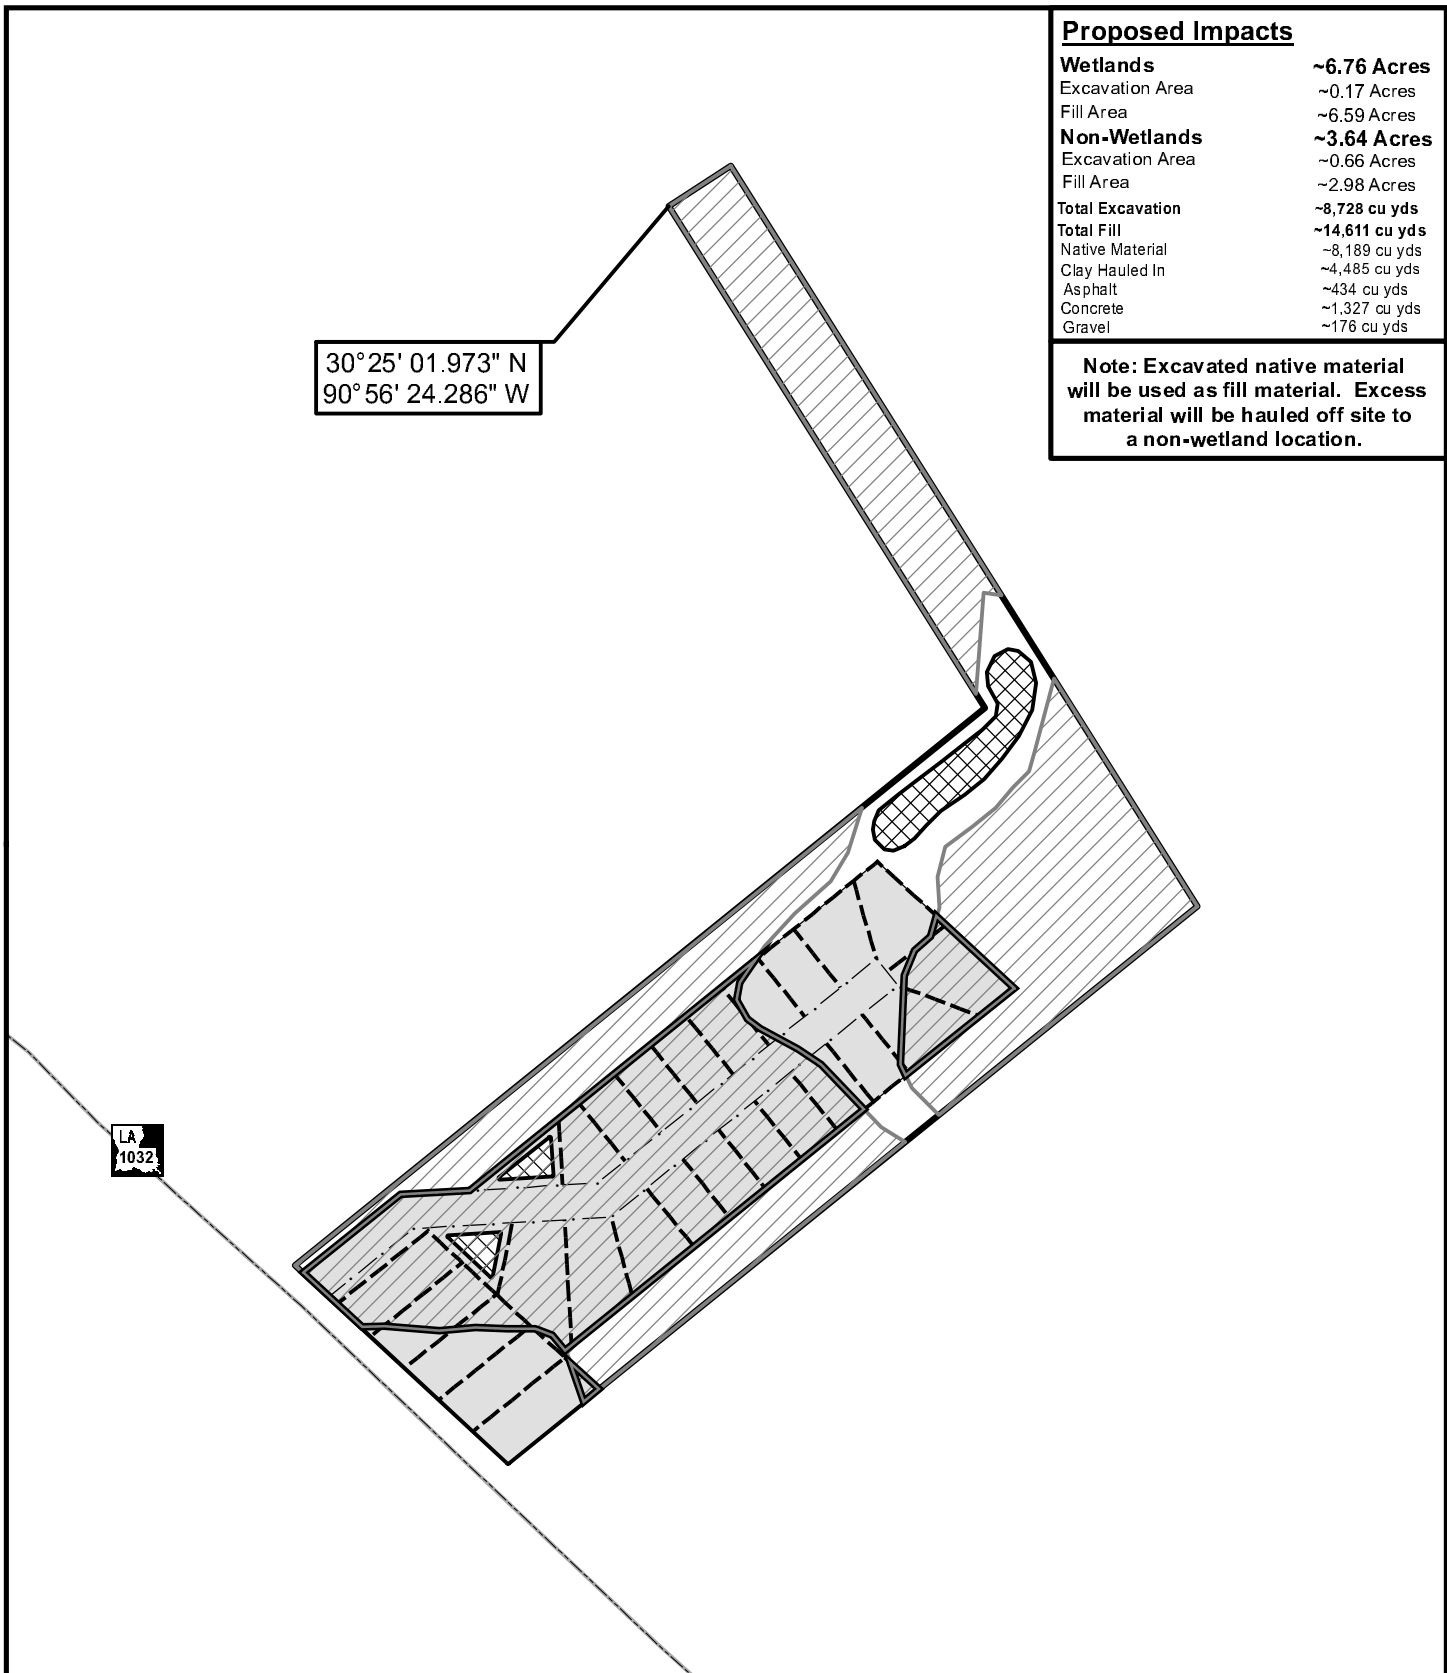 Proposed Impacts
Wetlands ~6.76 Acres
Excavation Area ~0.17 Acres
Fill Area ~6.59 Acres
Non-Wetlands ~3.64 Acres
Excavation Area ~0.66 Acres
Fill Area ~2.98 Acres
Total Excavation ~8,728 cu yds
Total Fill ~14,611 cu yds
Native Material ~8,189 cu yds
Clay Hauled In ~4,485 cu yds
Asphalt ~434 cu yds
Concrete ~1,327 cu yds
Gravel ~176 cu yds
Note: Excavated native material
will be used as fill material. Excess
material will be hauled off site to
a non-wetland location.
30°25' 01.973" N
90°56' 24.286" W
LA
1032